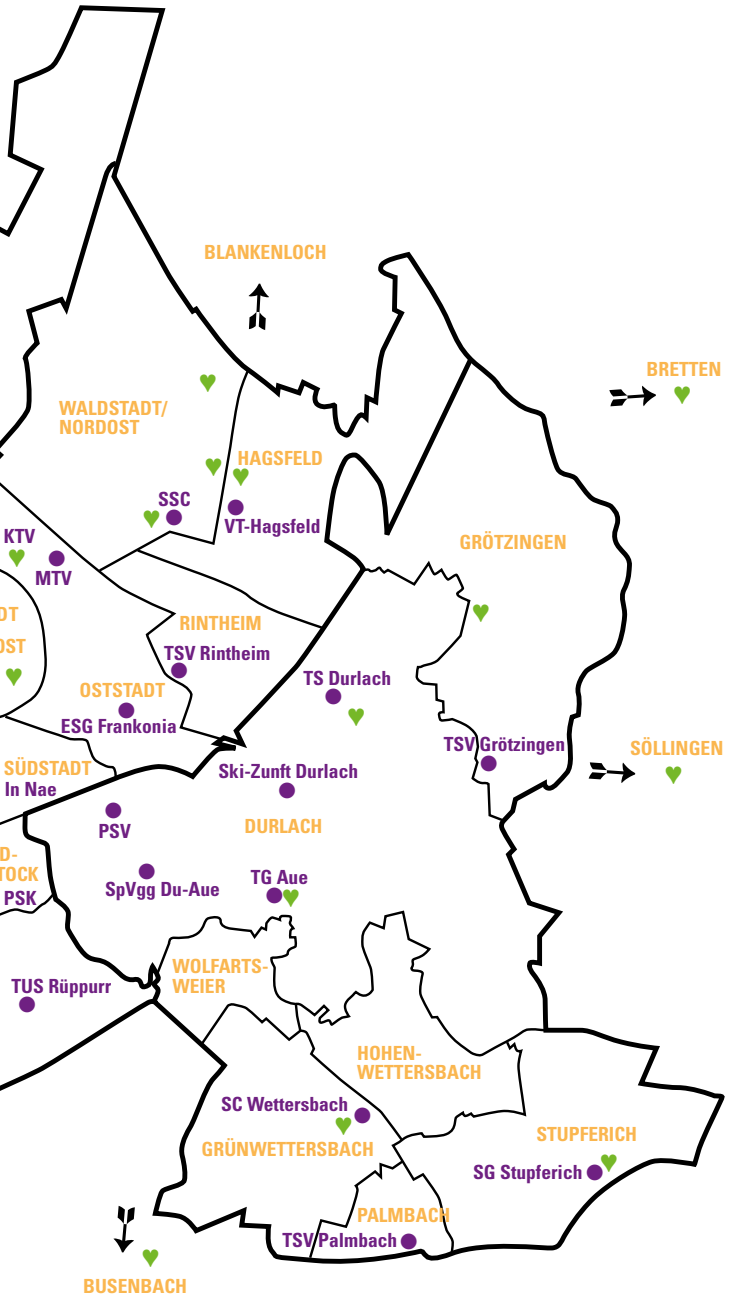 BLANKENLOCH
BRETTEN
WALDSTADT/
NORDOST
HAGSFELD
SSC
VT-Hagsfeld
KTV
MTV
GRÖTZINGEN
DT
OST
RINTHEIM
TSV Rintheim
TS Durlach
OSTSTADT
ESG Frankonia
TSV Grötzingen
SÖLLINGEN
SÜDSTADT
In Nae
Ski-Zunft Durlach
PSV
DURLACH
D-
TOCK
PSK
SpVgg Du-Aue
TG Aue
WOLFARTS-
WEIER
TUS Rüppurr
HOHEN-
WETTERSBACH
SC Wettersbach
GRÜNWETTERSBACH
STUPFERICH
SG Stupferich
PALMBACH
TSV Palmbach
BUSENBACH